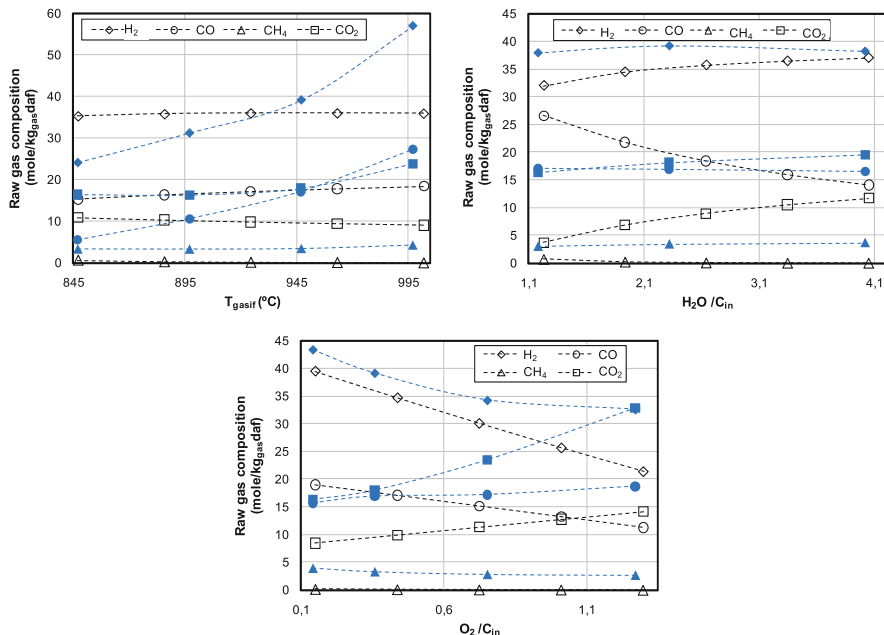 60
50
40
30
20
10
0
H2 CO CH4 CO2
845 895 945 995
Tgasif (ºC)
Raw gas composition
(mole/kggasdaf)
45
40
35
30
25
20
15
10
5
0
H2 CO CH4 CO2
1,1 2,1 3,1 4,1
H2O /Cin
Raw gas composition
(mole/kggasdaf)
45
40
35
30
25
20
15
10
5
0
H2 CO
CH4 CO2
0,1 0,6 1,1
O2 /Cin
Raw gas composition
(mole/kggasdaf)